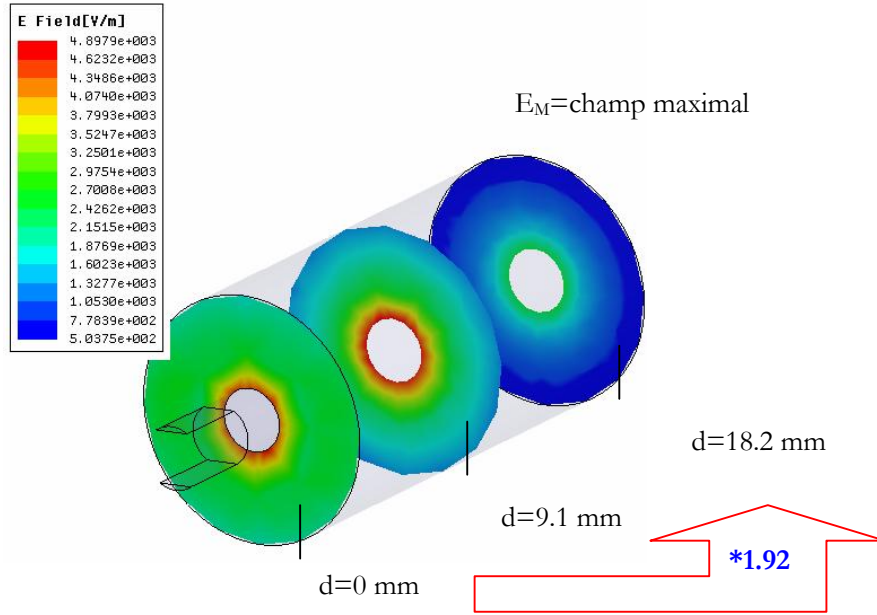 E Field[V/m]
4.8979e+003
4.6232e+003
4.3486e+003
4.0740e+003
3.7993e+003
3.5247e+003
3.2501e+003
2.9754e+003
2.7008e+003
2.4262e+003
2.1515e+003
1.8769e+003
1.6023e+003
1.3277e+003
1.0530e+003
7.7839e+002
5.0375e+002
E_M=champ maximal
d=18.2 mm
d=9.1 mm
*1.92
d=0 mm